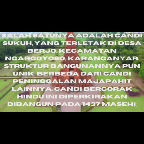 SALAH SATUNYA ADALAH CANDI
SUKUH, YANG TERLETAK DI DESA
BERJO, KECAMATAN
NGARGOYOSO, KARANGANYAR.
STRUKTUR BANGUNANNYA PUN
UNIK, BERBEDA DARI CANDI
PENINGGALAN MAJAPAHIT
LAINNYA. CANDI BERCORAK
HINDU INI DIPERKIRAKAN
DIBANGUN PADA 1437 MASEHI.